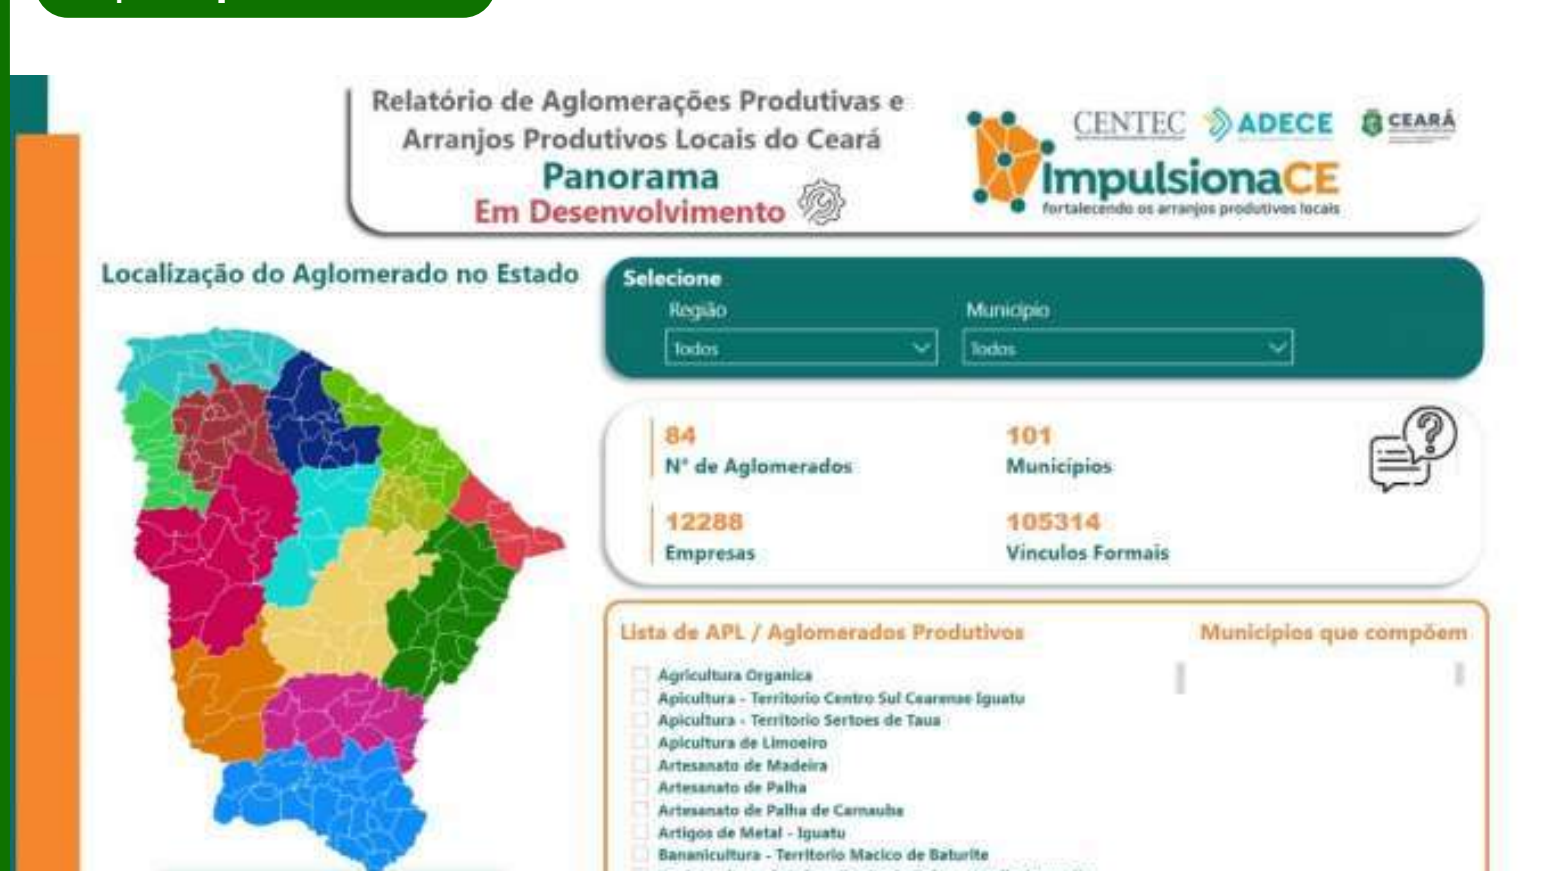 Relatório de Aglomerações Produtivas e
Arranjos Produtivos Locais do Ceará
Panorama
Em Desenvolvimento
CENTEC ADECE CEARÁ
ImpulsionaCE
fortalecendo os arranjos produtivos locais
Localização do Aglomerado no Estado
Selecione
Região Município
Todos Todos
84 101
N° de Aglomerados Municípios
12288 105314
Empresas Vinculos Formais
Lista de APL / Aglomerados Produtivos Municipios que compõem
Agricultura Organica
Apicultura - Territorio Centro Sul Cearense Iguatu
Apicultura - Territorio Sertoes de Taua
Apicultura de Limoeiro
Artesanato de Madeira
Artesanato de Palha
Artesanato de Palha de Carnauba
Artigos de Metal - Iguatu
Bananicultura - Territorio Macico de Baturite